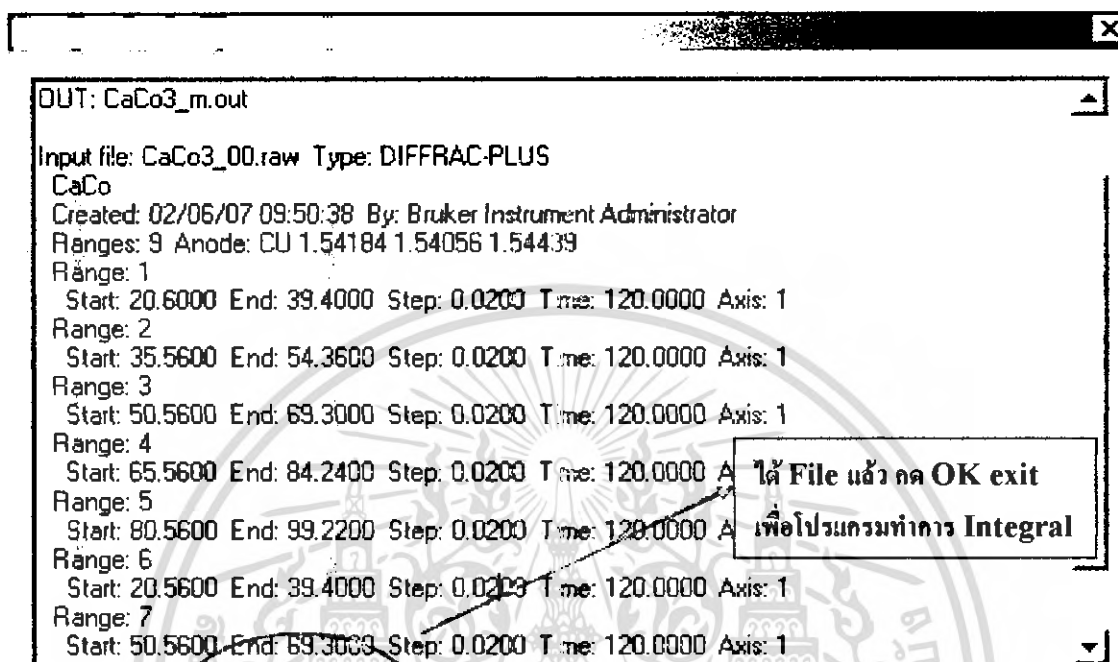 OUT: CaCo3_m.out
Input file: CaCo3_00.raw Type: DIFFRAC-PLUS
CaCo
Created: 02/06/07 09:50:38 By: Bruker Instrument Administrator
Ranges: 9 Anode: CU 1.54184 1.54056 1.54439
Range: 1
Start: 20.6000 End: 39.4000 Step: 0.0200 Time: 120.0000 Axis: 1
Range: 2
Start: 35.5600 End: 54.3600 Step: 0.0200 Time: 120.0000 Axis: 1
Range: 3
Start: 50.5600 End: 69.3000 Step: 0.0200 Time: 120.0000 Axis: 1
Range: 4
Start: 65.5600 End: 84.2400 Step: 0.0200 Time: 120.0000 A
ได้ File แล้ว กด OK exit
Range: 5
Start: 80.5600 End: 99.2200 Step: 0.0200 Time: 120.0000 A
เพื่อโปรแกรมทำการ Integral
Range: 6
Start: 20.5600 End: 39.4000 Step: 0.0200 Time: 120.0000 Axis: 1
Range: 7
Start: 50.5600 End: 69.3000 Step: 0.0200 Time: 120.0000 Axis: 1